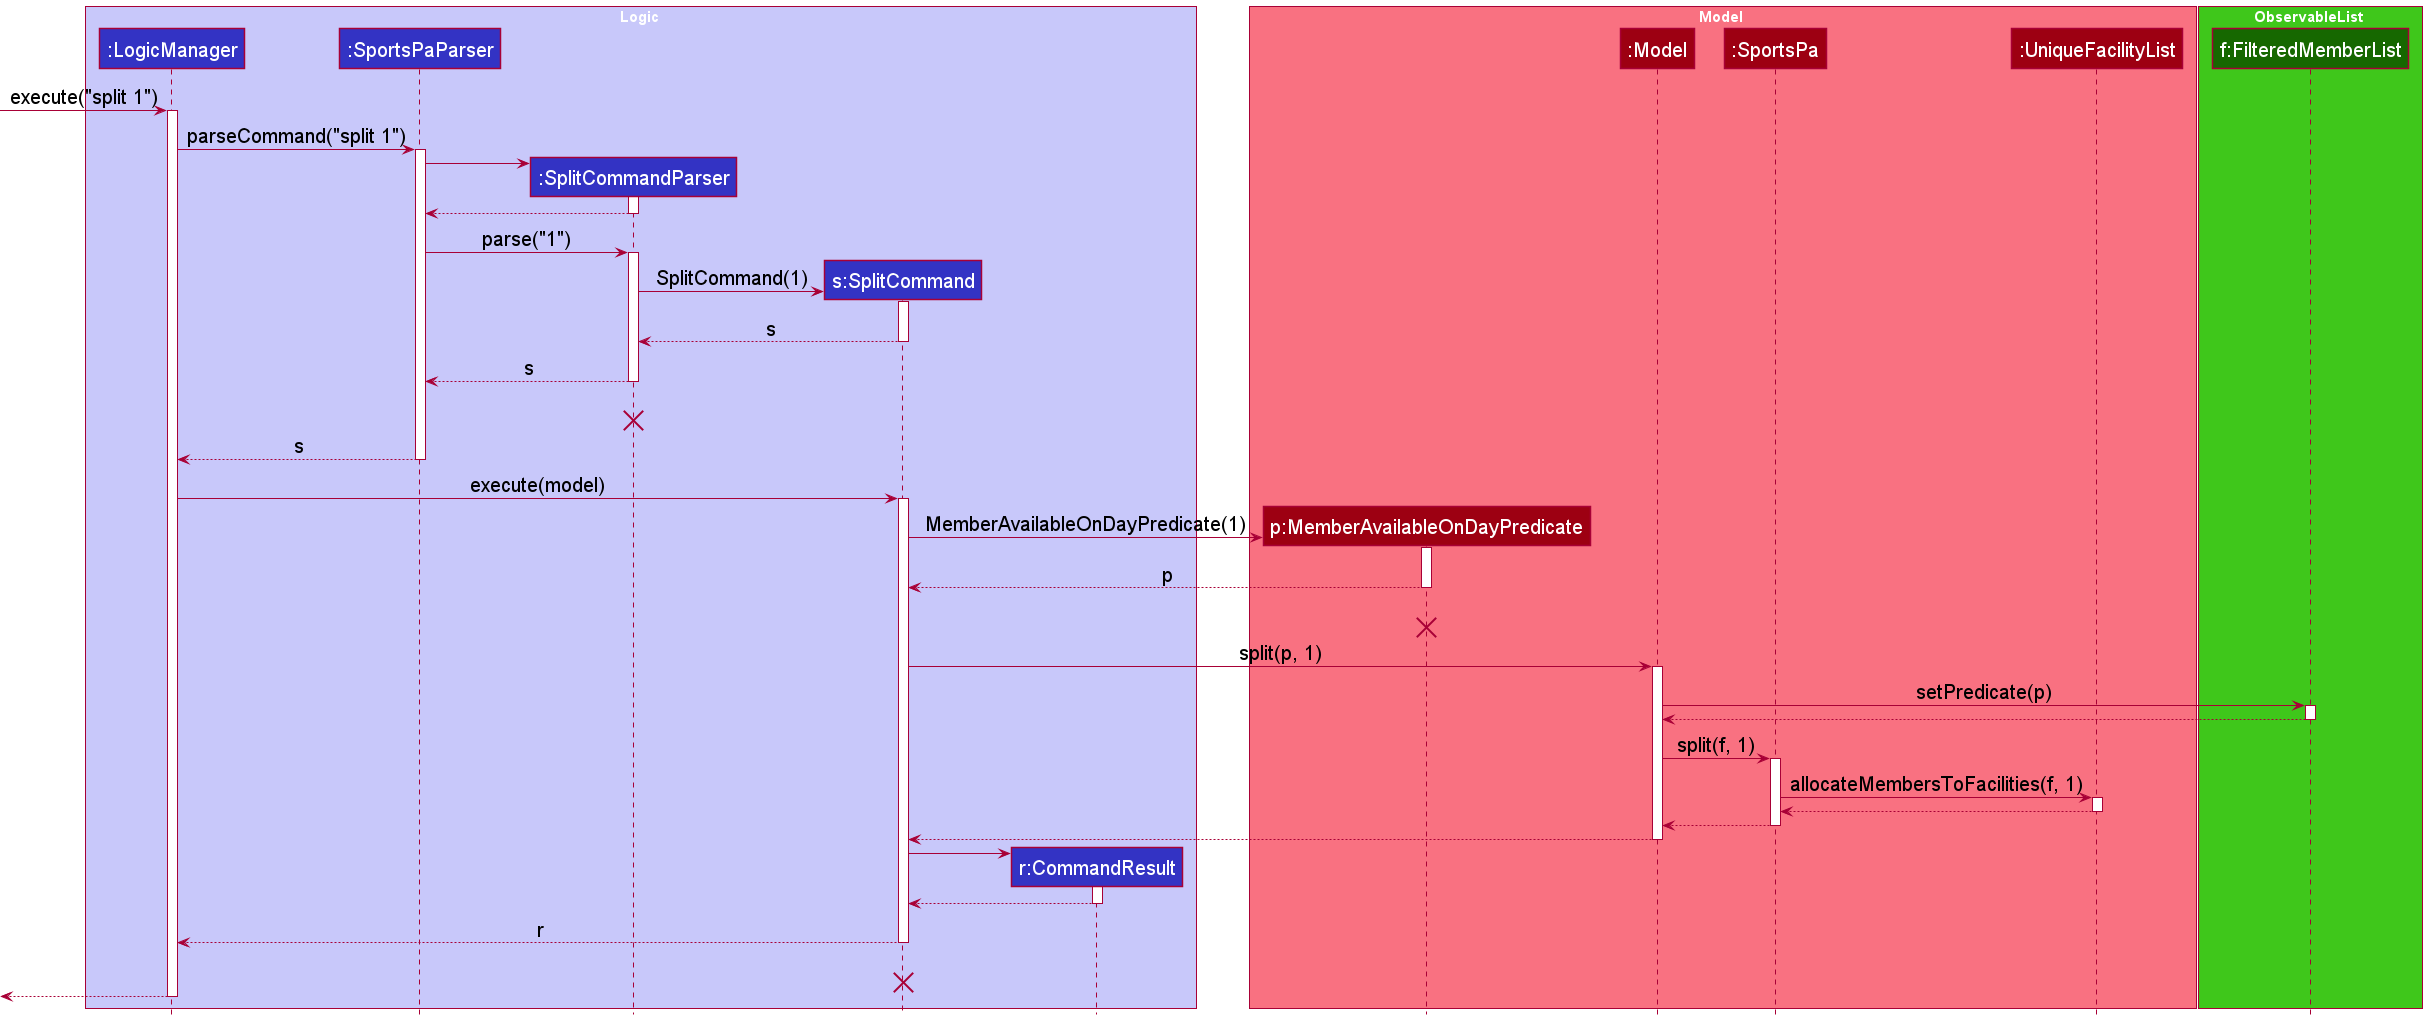 Logic
Model
ObservableList
:LogicManager
:SportsPaParser
:Model
:SportsPa
:UniqueFacilityList
f:FilteredMemberList
execute("split 1")
parseCommand("split 1")
:SplitCommandParser
parse("1")
SplitCommand(1)
s:SplitCommand
s
s
s
execute(model)
MemberAvailableOnDayPredicate(1)
p:MemberAvailableOnDayPredicate
p
split(p, 1)
setPredicate(p)
split(f, 1)
allocateMembersToFacilities(f, 1)
r:CommandResult
r